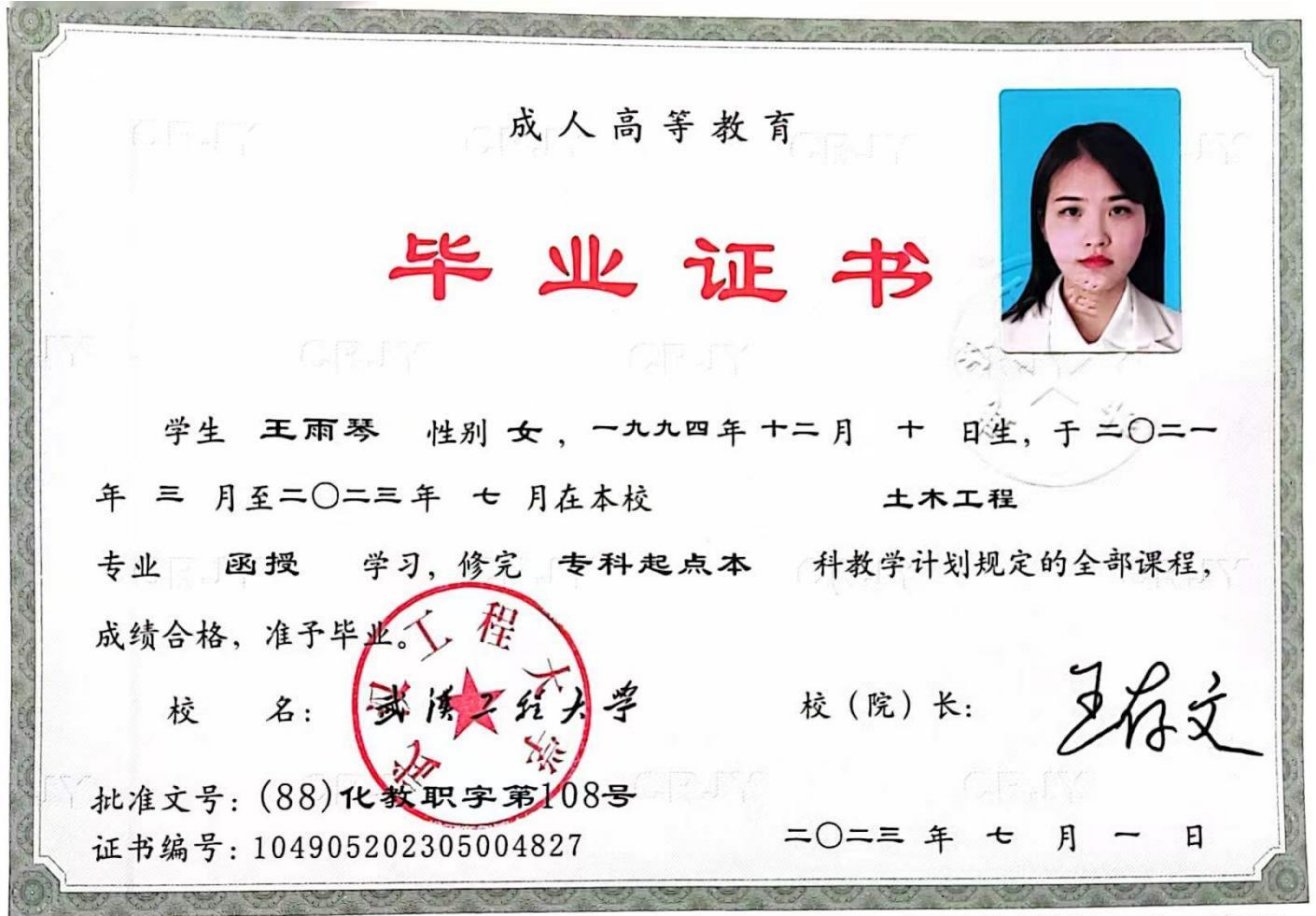 成人高等教育
毕业证书
学生 王雨琴 性别 女，一九九四年 十二月 十 日生，于 二〇二一
年 三 月至二〇二三年 七 月在本校 土木工程
专业 函授 学习，修完 专科起点本 科教学计划规定的全部课程，
成绩合格，准予毕业。
校 名：武汉工程大学
武汉工程大学
校（院）长：王存文
批准文号：(88)化教职字第108号
证书编号：104905202305004827
二〇二三 年 七 月 一 日